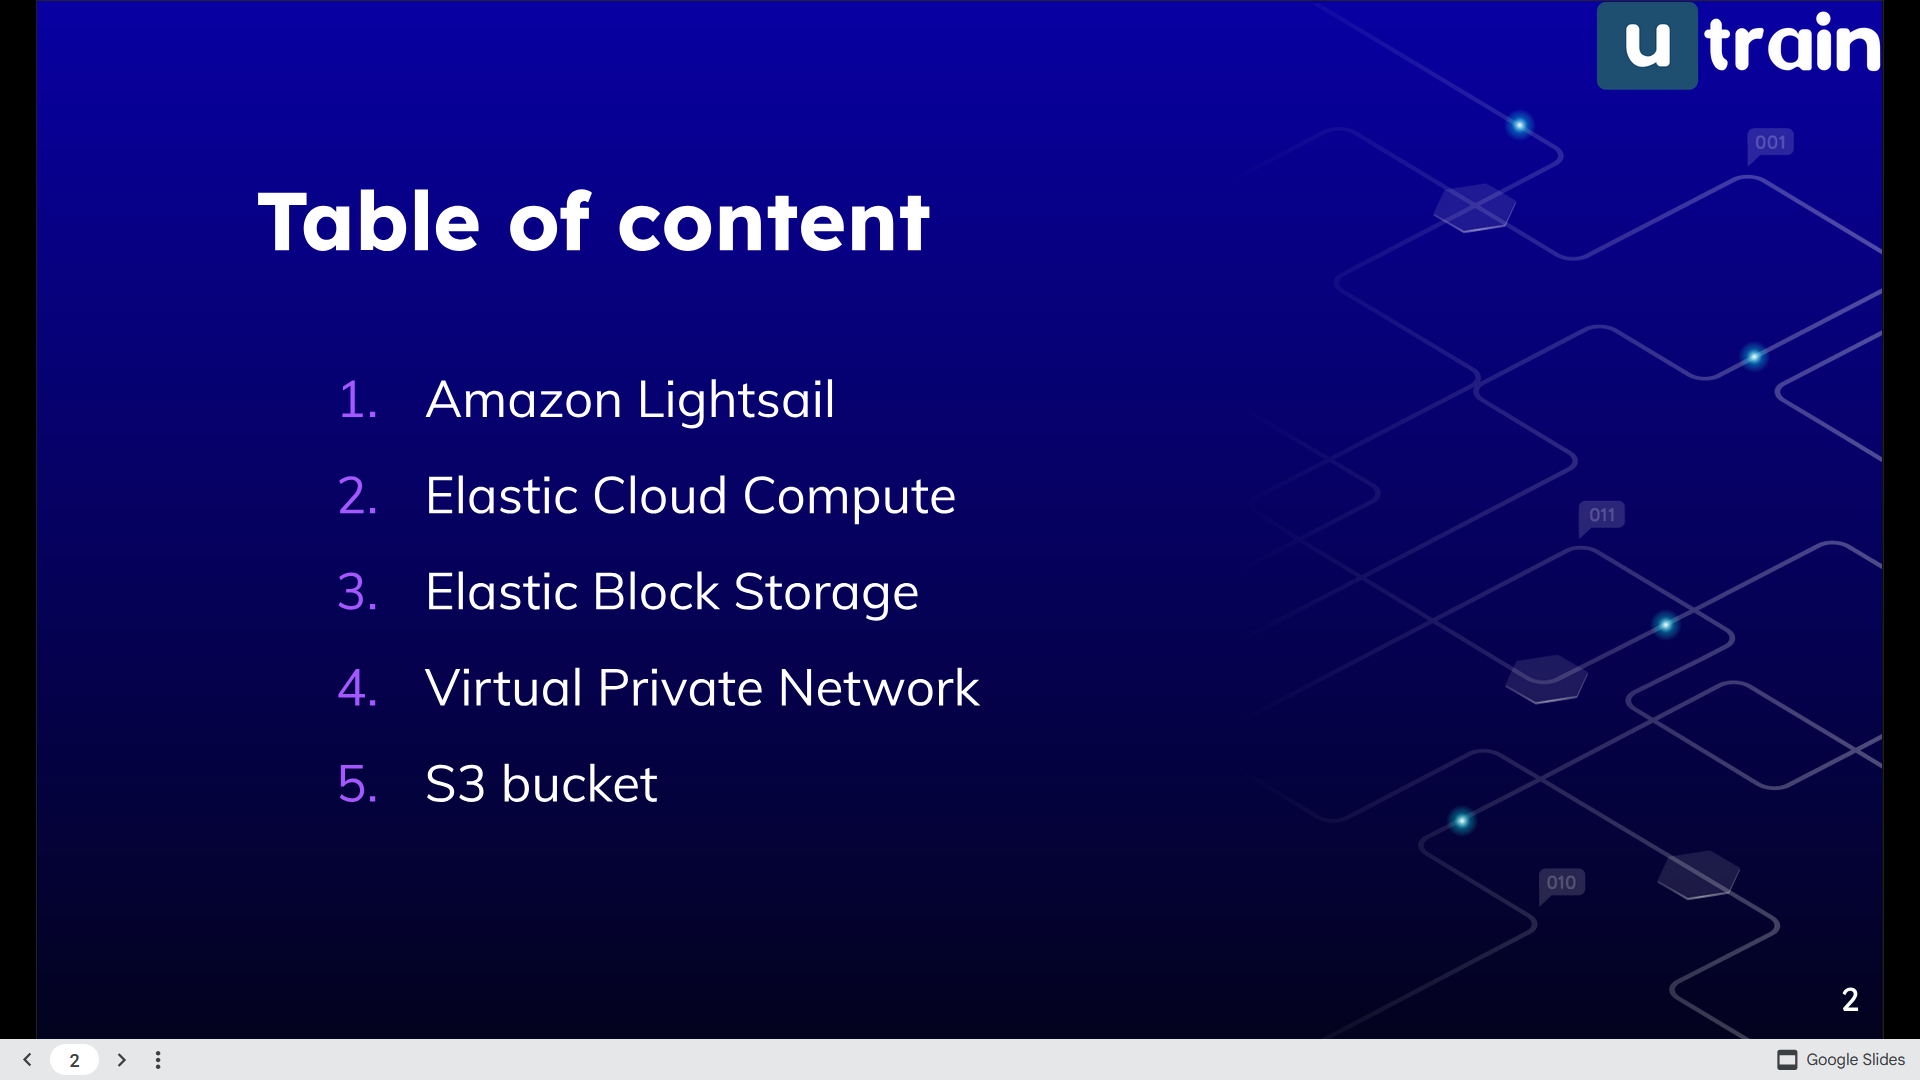 u train
001
Table of content
1. Amazon Lightsail
2. Elastic Cloud Compute
3. Elastic Block Storage
011
4. Virtual Private Network
5. S3 bucket
010
2
2
Google Slides